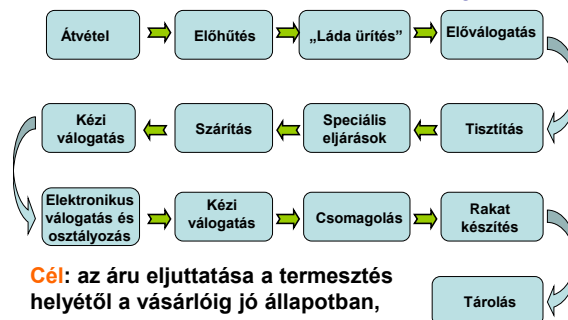 Átvétel
Előhűtés
„Láda ürítés”
Előválogatás
Kézi
válogatás
Szárítás
Speciális
eljárások
Tisztítás
Elektronikus
válogatás és
osztályozás
Kézi
válogatás
Csomagolás
Rakat
készítés
Cél: az áru eljuttatása a termesztés
helyétől a vásárlóig jó állapotban,
Tárolás